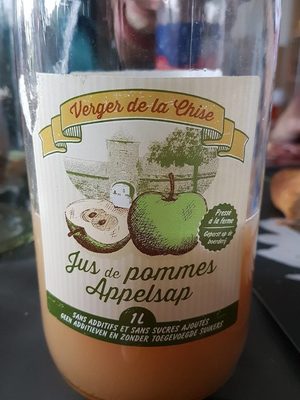 Verger de la Chise
Presse
à la ferme
Geperst op de
boerderij
Jus de pommes
Appelsap
1L
SANS ADDITIFS ET SANS SUCRES AJOUTÉS
GEEN ADDITIEVEN EN ZONDER TOEGEVOEGDE SUIKERS